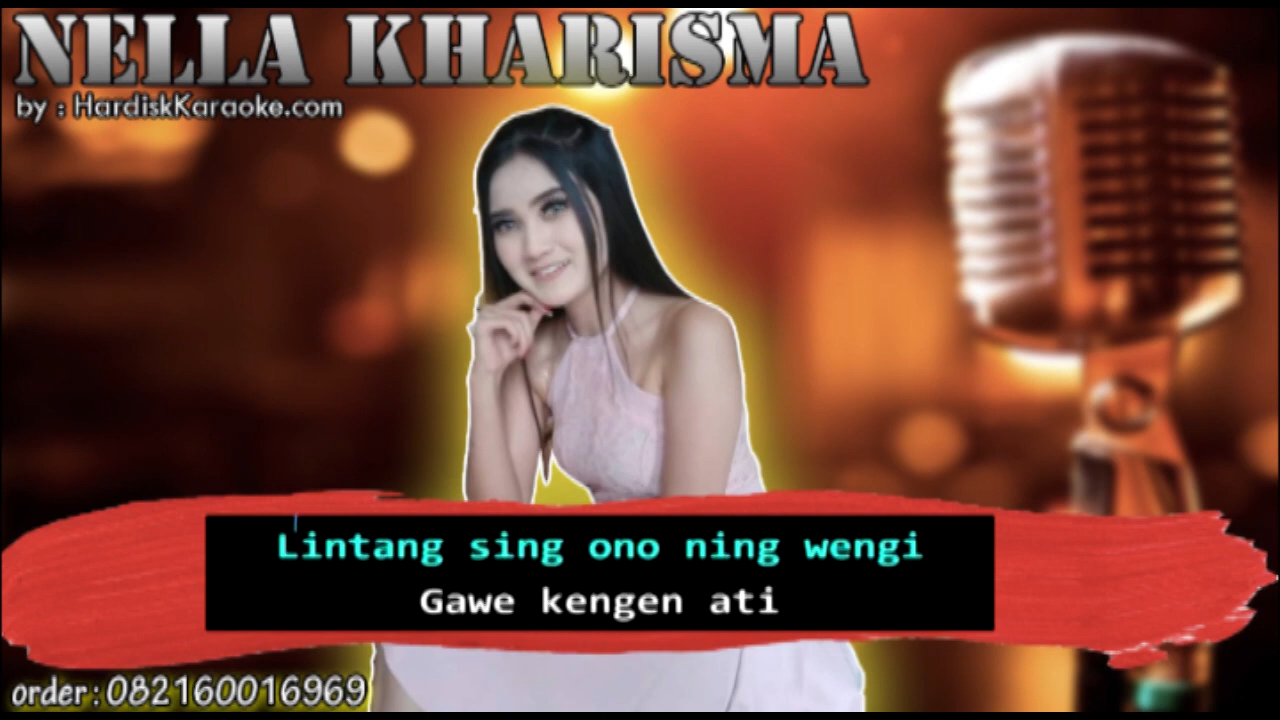 NELLA KHARISMA
by : HardiskKaraoke.com
Lintang sing ono ning wengi
Gawe kengen ati
order : 082160016969